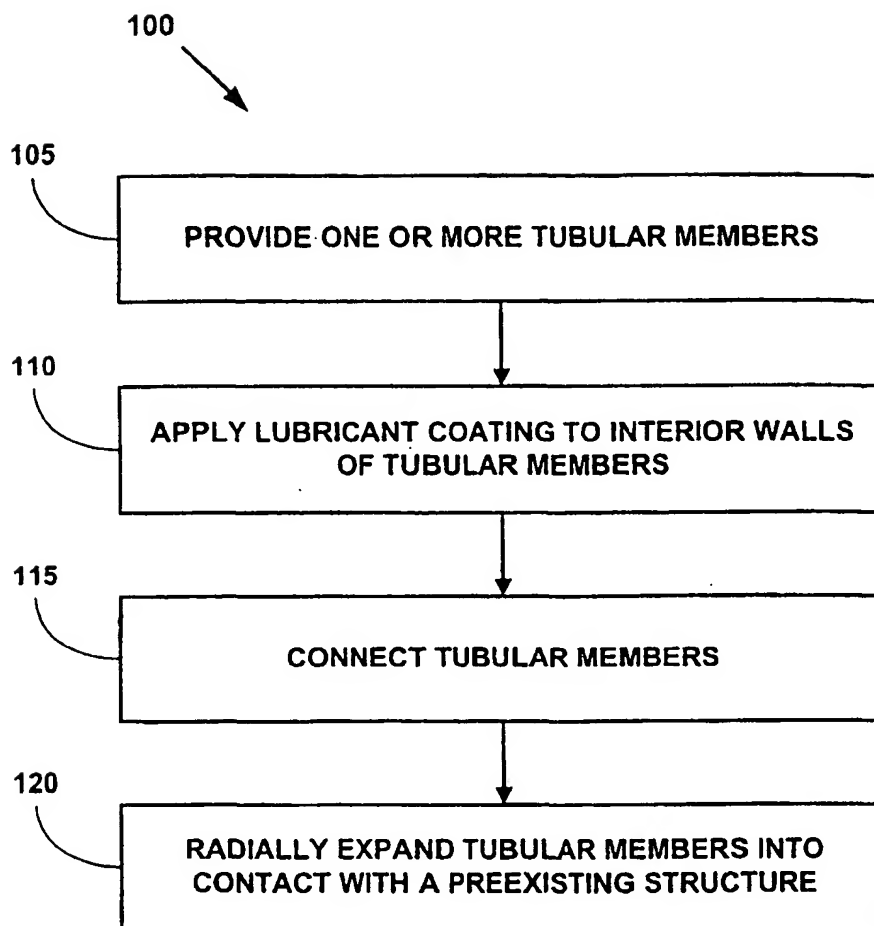 100
105
PROVIDE ONE OR MORE TUBULAR MEMBERS
110
APPLY LUBRICANT COATING TO INTERIOR WALLS
OF TUBULAR MEMBERS
115
CONNECT TUBULAR MEMBERS
120
RADIALLY EXPAND TUBULAR MEMBERS INTO
CONTACT WITH A PREEXISTING STRUCTURE